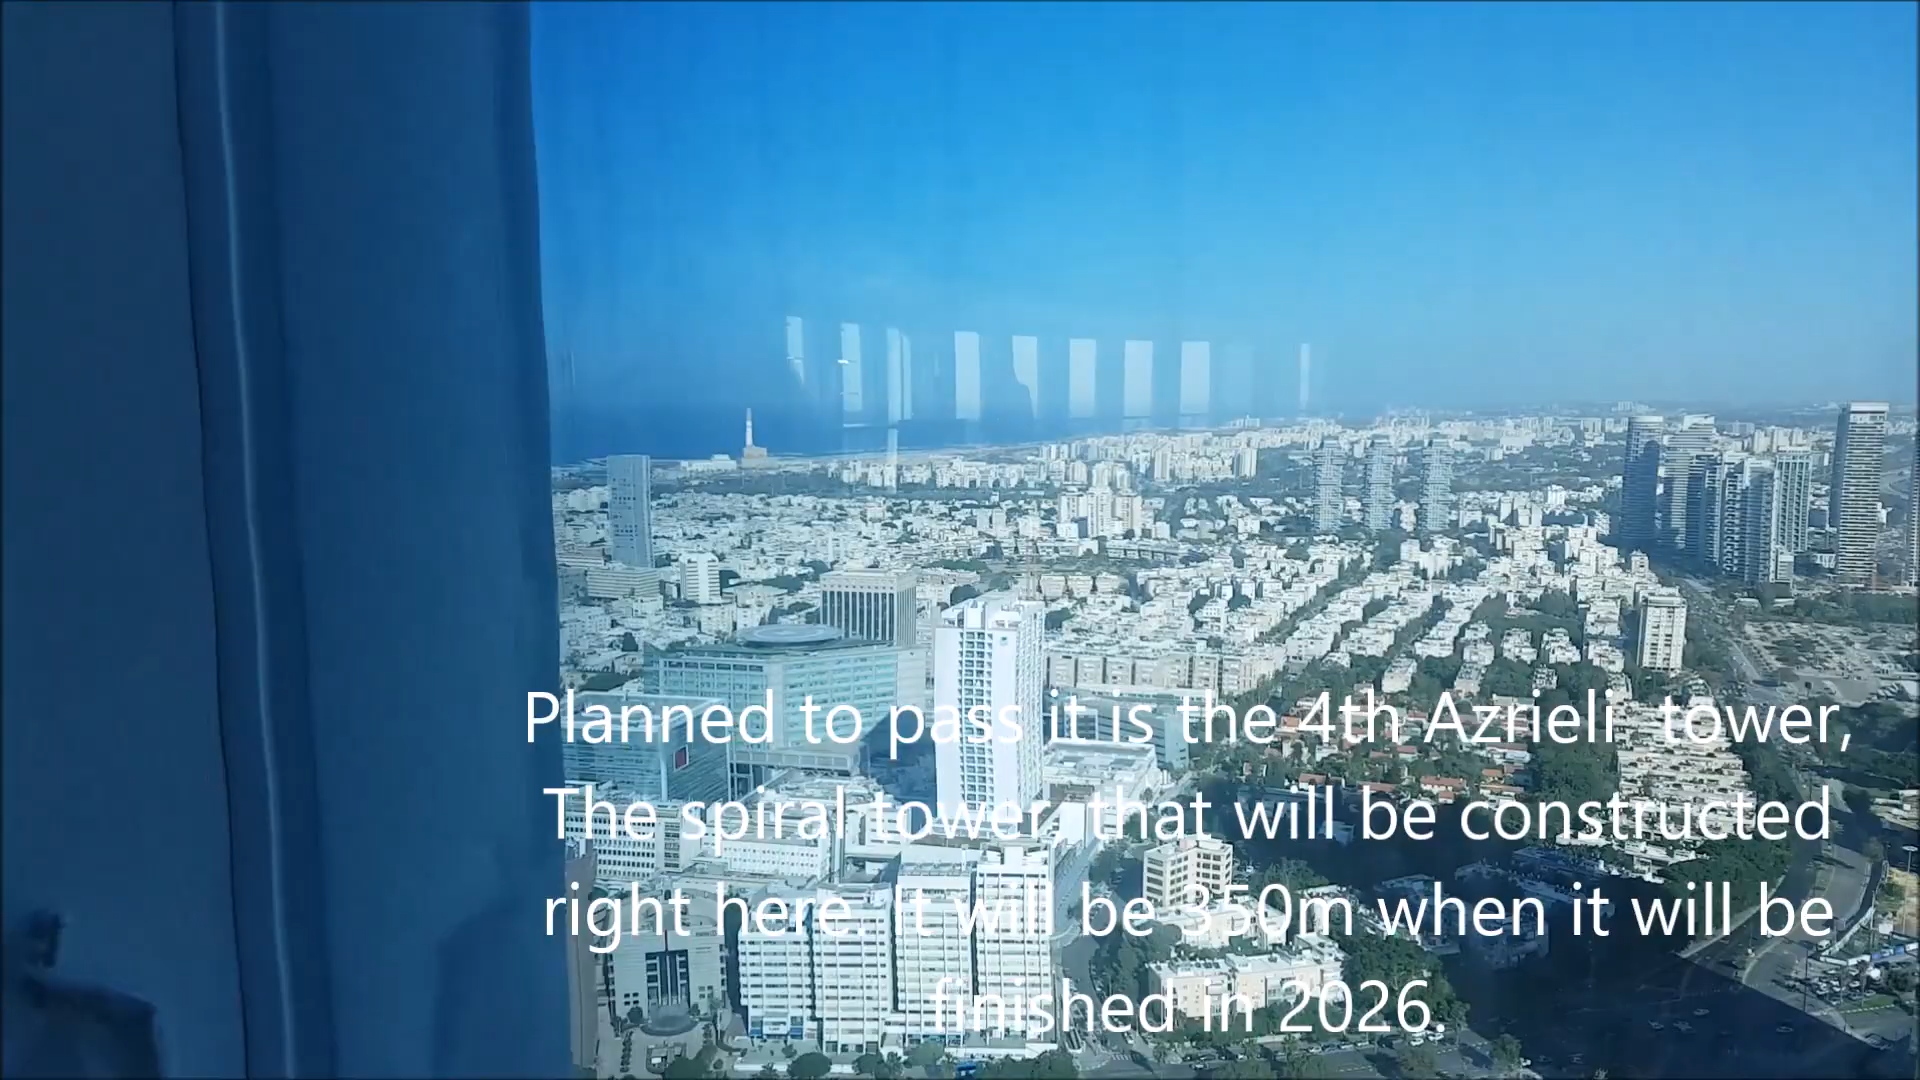 Planned to pass it is the 4th Azrieli  tower,
The spiral tower, that will be constructed
right here. It will be 350m when it will be
finished in 2026.